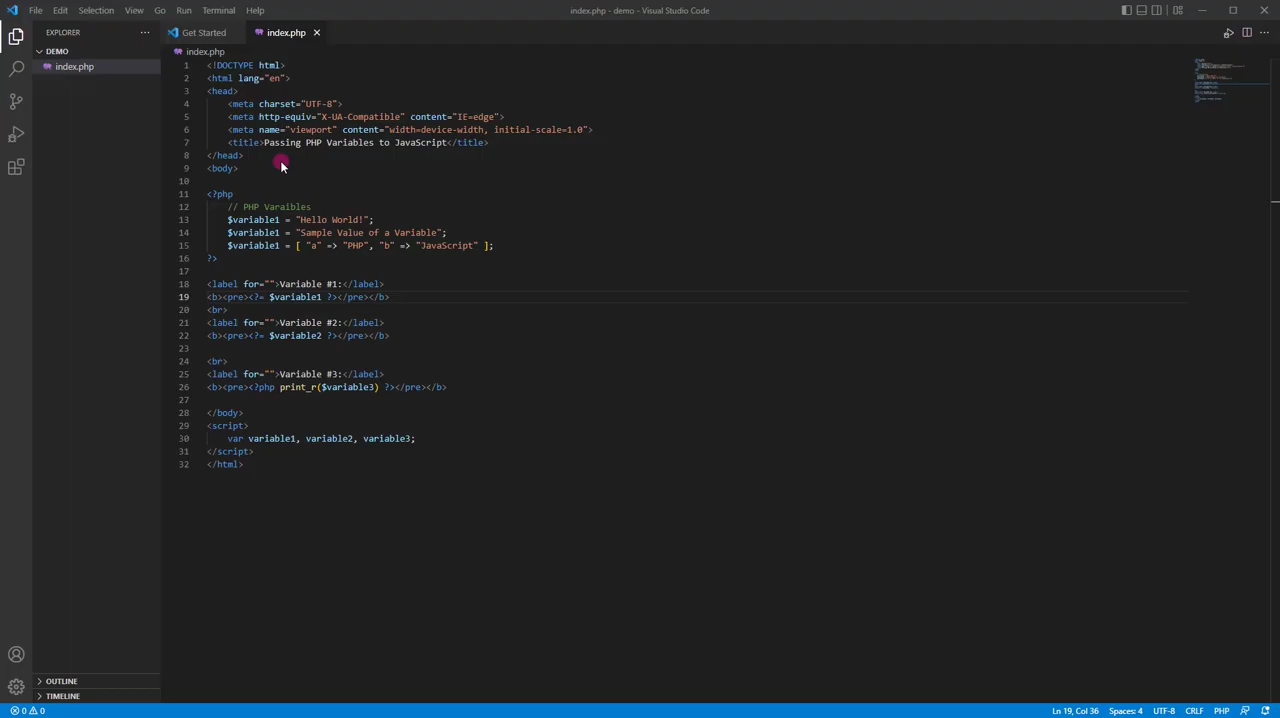 File Edit Selection View Go Run Terminal Help
index.php - demo - Visual Studio Code
EXPLORER
Get Started
index.php
DEMO
index.php
index.php
1 <!DOCTYPE html>
2 <html lang="en">
3 <head>
4 <meta charset="UTF-8">
5 <meta http-equiv="X-UA-Compatible" content="IE=edge">
6 <meta name="viewport" content="width=device-width, initial-scale=1.0">
7 <title>Passing PHP Variables to JavaScript</title>
8 </head>
9 <body>
10
11 <?php
12 // PHP Varaibles
13 $variable1 = "Hello World!";
14 $variable1 = "Sample Value of a Variable";
15 $variable1 = [ "a" => "PHP", "b" => "JavaScript" ];
16 ?>
17
18 <label for="">Variable #1:</label>
19 <b><pre><?= $variable1 ?></pre></b>
20 <br>
21 <label for="">Variable #2:</label>
22 <b><pre><?= $variable2 ?></pre></b>
23
24 <br>
25 <label for="">Variable #3:</label>
26 <b><pre><?php print_r($variable3) ?></pre></b>
27
28 </body>
29 <script>
30 var variable1, variable2, variable3;
31 </script>
32 </html>
OUTLINE
TIMELINE
0 0
Ln 19, Col 36 Spaces: 4 UTF-8 CRLF PHP